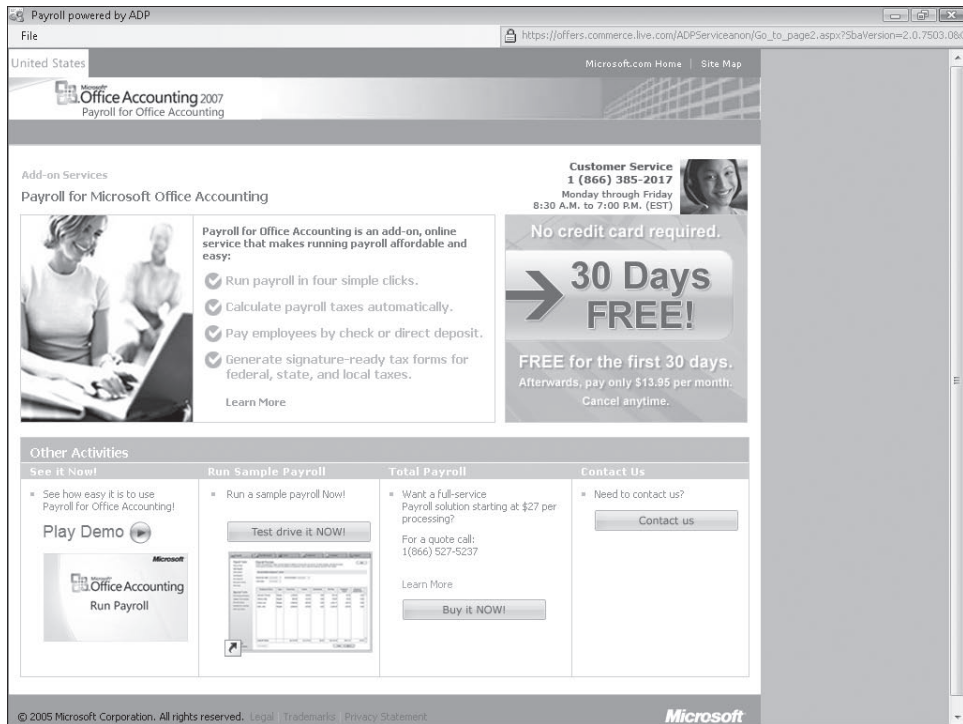 Payroll powered by ADP
File
https://offers.commerce.live.com/ADPServiceanon/Go_to_page2.aspx?SbaVersion=2.0.7503.0&
United States
Microsoft.com Home | Site Map
Microsoft
Office Accounting 2007
Payroll for Office Accounting
Add-on Services
Payroll for Microsoft Office Accounting
Customer Service
1 (866) 385-2017
Monday through Friday
8:30 A.M. to 7:00 P.M. (EST)
Payroll for Office Accounting is an add-on, online
service that makes running payroll affordable and
easy:
Run payroll in four simple clicks.
Calculate payroll taxes automatically.
Pay employees by check or direct deposit.
Generate signature-ready tax forms for
federal, state, and local taxes.
Learn More
No credit card required.
30 Days
FREE!
FREE for the first 30 days.
Afterwards, pay only $13.95 per month.
Cancel anytime.
Other Activities
See it Now!
See how easy it is to use
Payroll for Office Accounting!
Play Demo
Microsoft
Microsoft
Office Accounting
Run Payroll
Run Sample Payroll
Run a sample payroll Now!
Test drive it NOW!
Total Payroll
Want a full-service
Payroll solution starting at $27 per
processing?
For a quote call:
1(866) 527-5237
Learn More
Buy it NOW!
Contact Us
Need to contact us?
Contact us
© 2005 Microsoft Corporation. All rights reserved. Legal | Trademarks | Privacy Statement
Microsoft